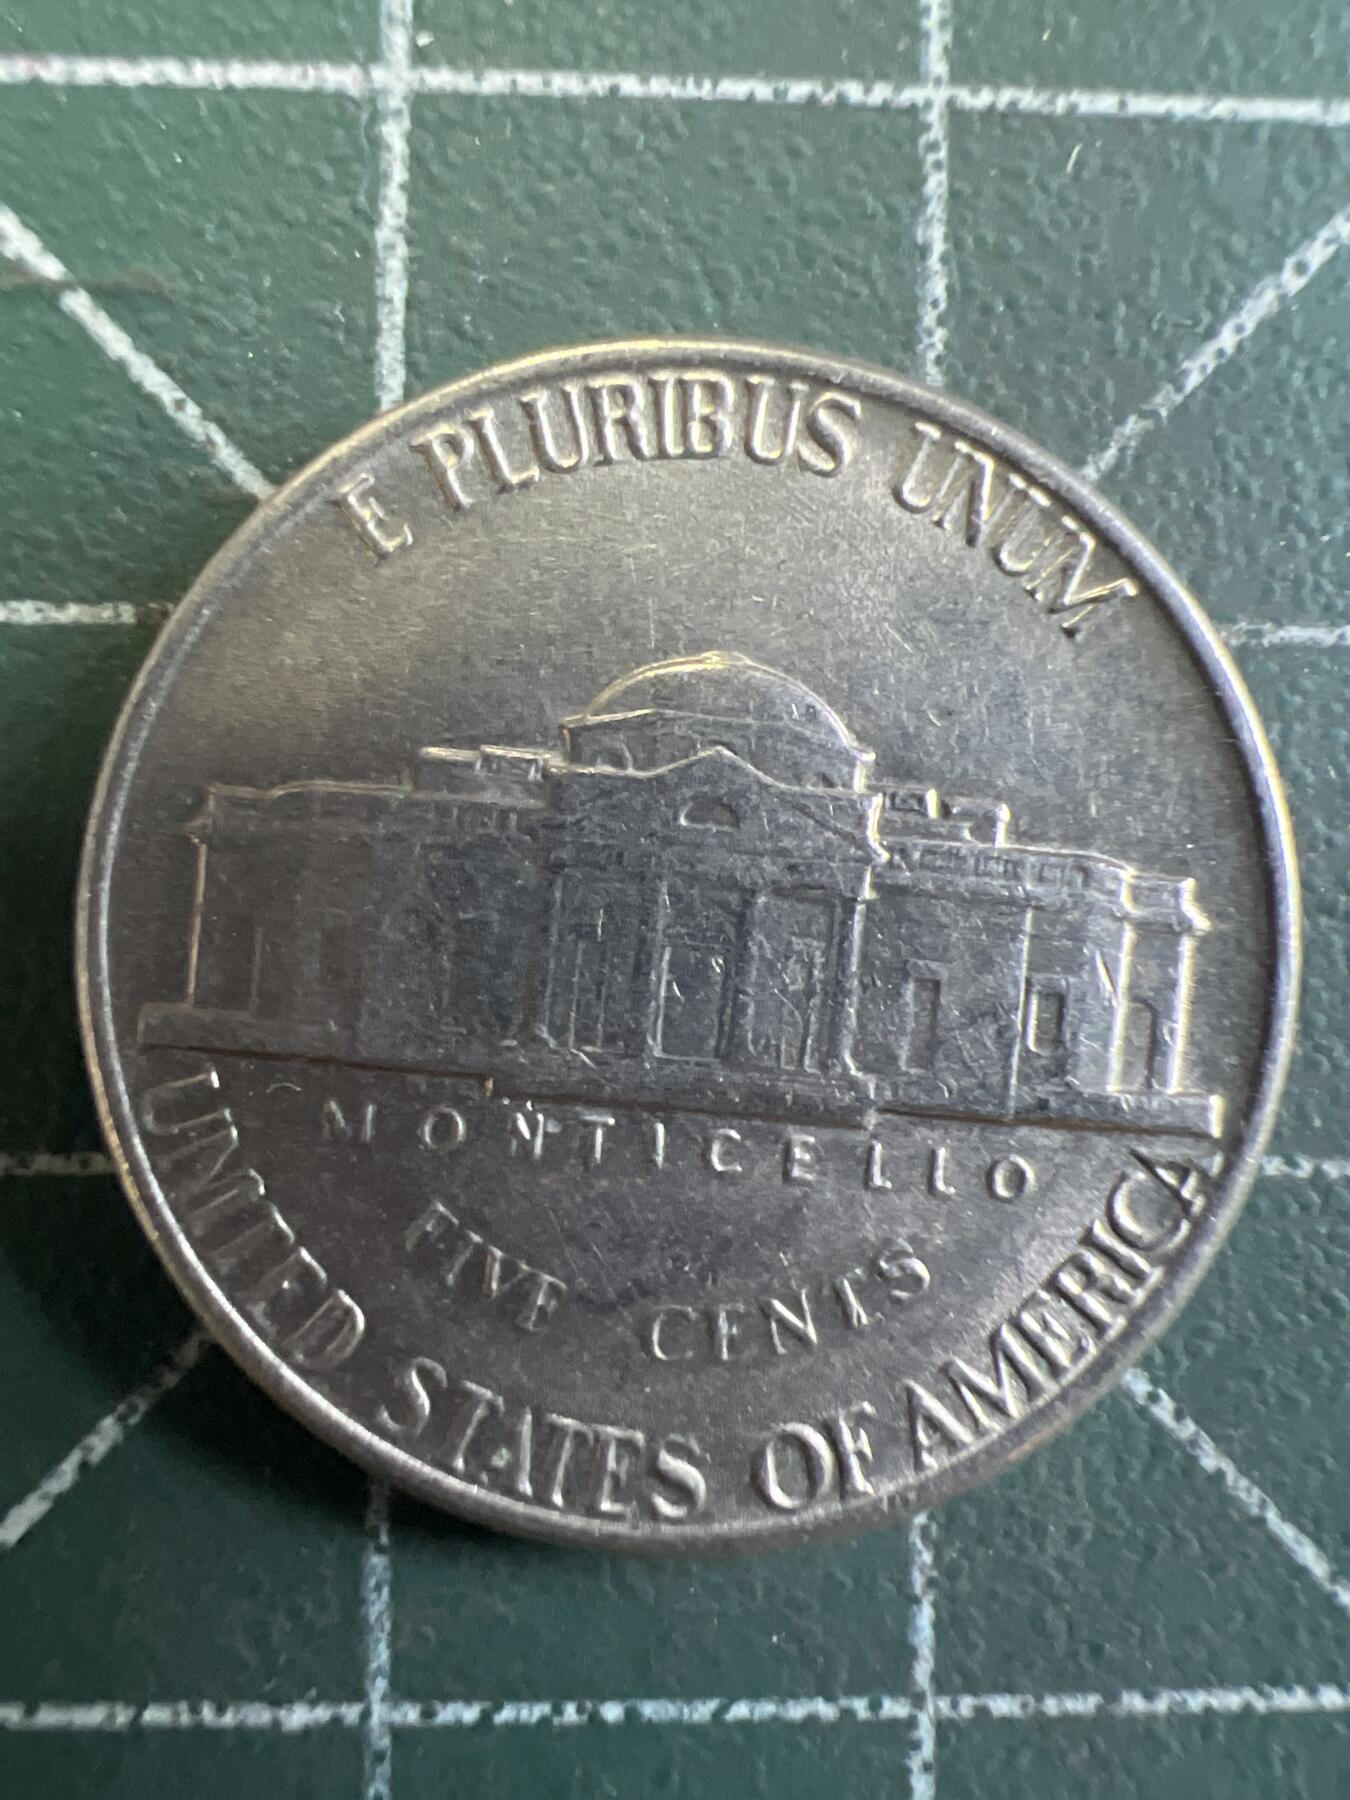 E PLURIBUS UNUM
MONTICELLO
FIVE CENTS
UNITED STATES OF AMERICA